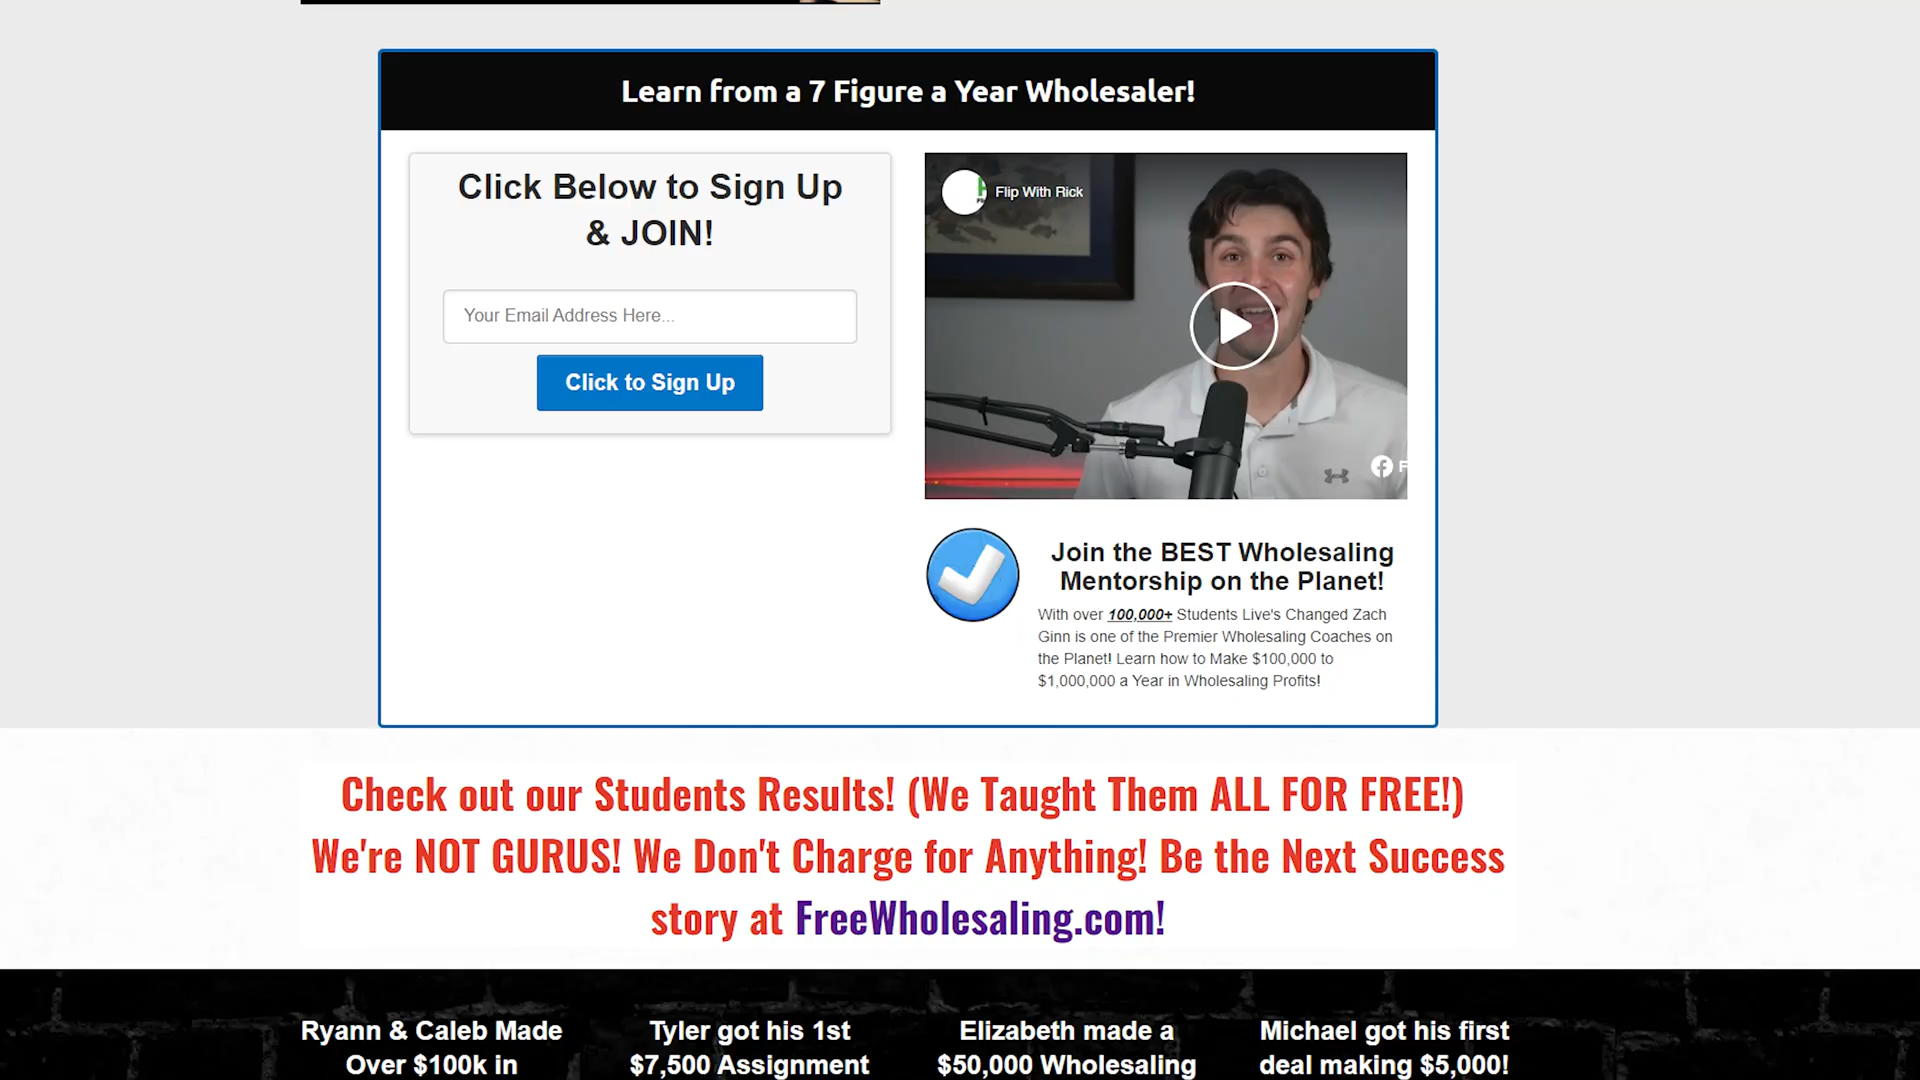 Learn from a 7 Figure a Year Wholesaler!
Click Below to Sign Up
& JOIN!
Your Email Address Here...
Click to Sign Up
Flip With Rick
Join the BEST Wholesaling
Mentorship on the Planet!
With over 100,000+ Students Live's Changed Zach
Ginn is one of the Premier Wholesaling Coaches on
the Planet! Learn how to Make $100,000 to
$1,000,000 a Year in Wholesaling Profits!
Check out our Students Results! (We Taught Them ALL FOR FREE!)
We're NOT GURUS! We Don't Charge for Anything! Be the Next Success
story at FreeWholesaling.com!
Ryann & Caleb Made
Over $100k in
Tyler got his 1st
$7,500 Assignment
Elizabeth made a
$50,000 Wholesaling
Michael got his first
deal making $5,000!